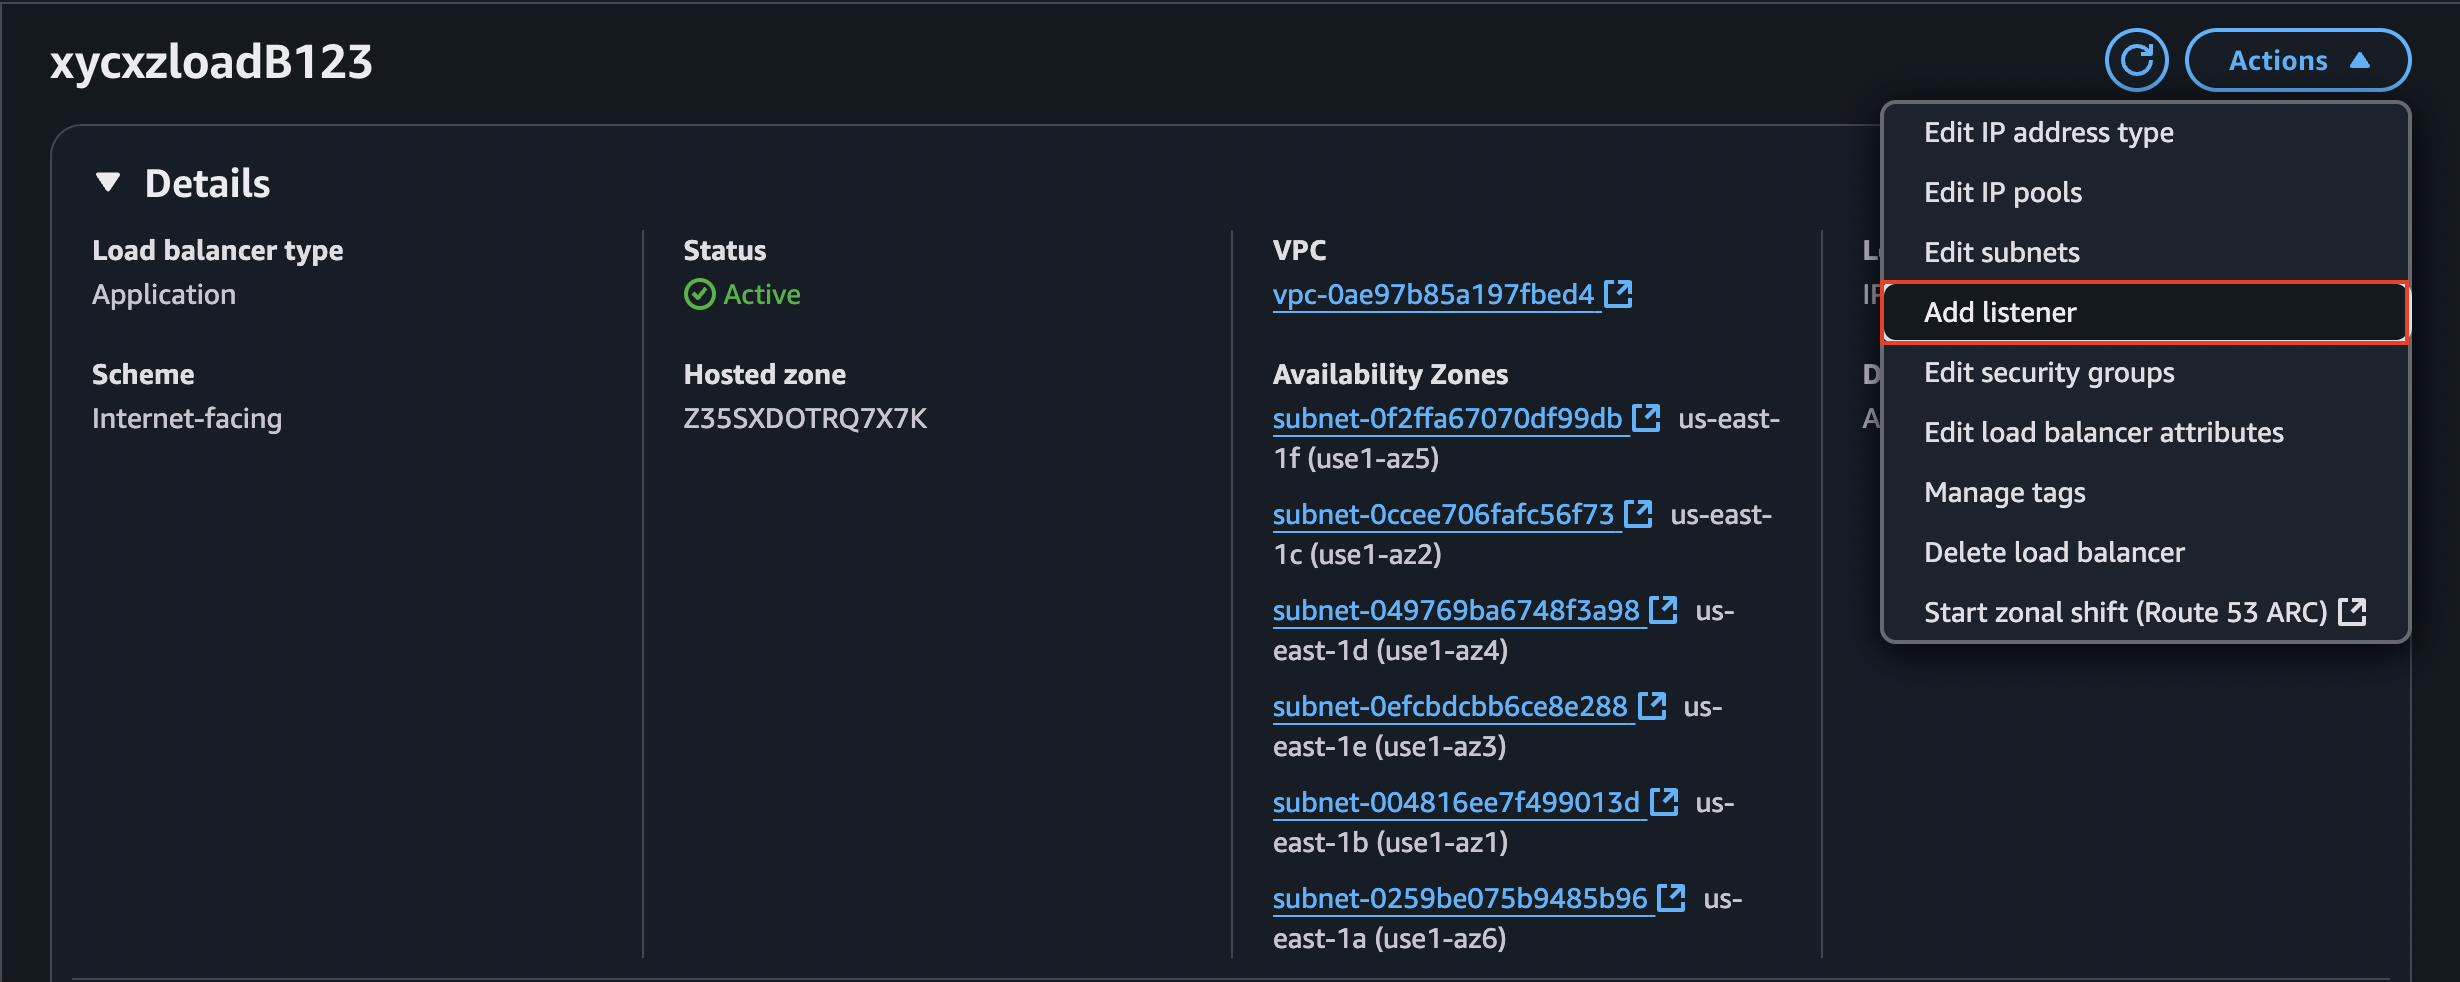 xycxzloadB123
Actions
Edit IP address type
Edit IP pools
Edit subnets
Add listener
Edit security groups
Edit load balancer attributes
Manage tags
Delete load balancer
Start zonal shift (Route 53 ARC)
Details
Load balancer type
Application
Scheme
Internet-facing
Status
Active
Hosted zone
Z35SXDOTRQ7X7K
VPC
vpc-0ae97b85a197fbed4
Availability Zones
subnet-0f2ffa67070df99db us-east-
1f (use1-az5)
subnet-0ccee706fafc56f73 us-east-
1c (use1-az2)
subnet-049769ba6748f3a98 us-
east-1d (use1-az4)
subnet-0efcbdcbb6ce8e288 us-
east-1e (use1-az3)
subnet-004816ee7f499013d us-
east-1b (use1-az1)
subnet-0259be075b9485b96 us-
east-1a (use1-az6)